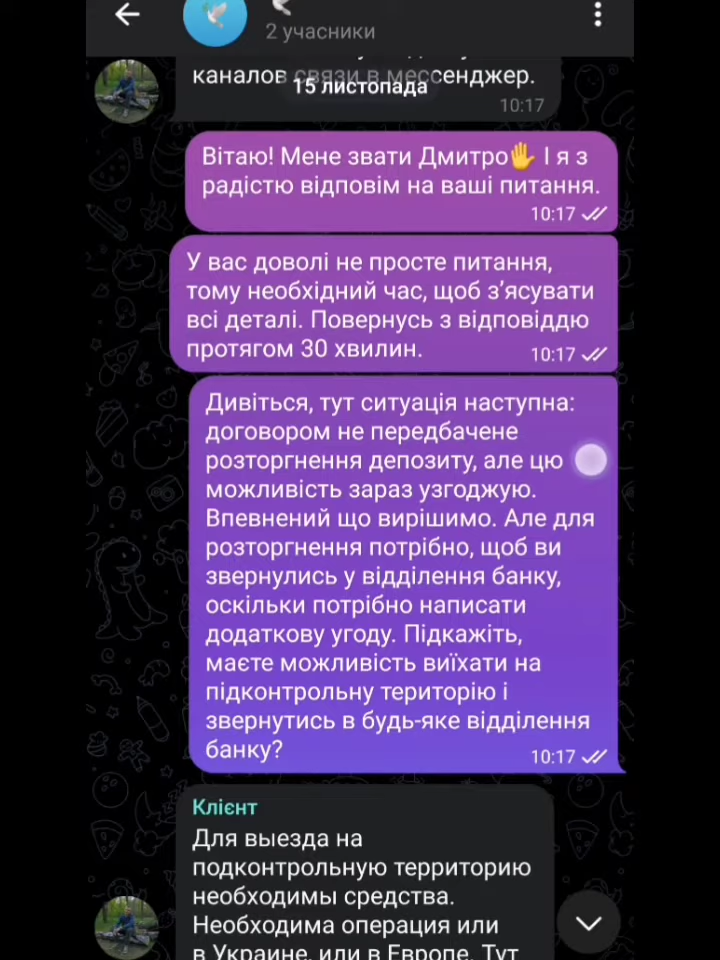 2 учасники
каналов связи в мессенджер.
15 листопада
10:17
Вітаю! Мене звати Дмитро🖐 І я з
радістю відповім на ваші питання.
10:17
У вас доволі не просте питання,
тому необхідний час, щоб з’ясувати
всі деталі. Повернусь з відповіддю
протягом 30 хвилин.
10:17
Дивіться, тут ситуація наступна:
договором не передбачене
розторгнення депозиту, але цю
можливість зараз узгоджую.
Впевнений що вирішимо. Але для
розторгнення потрібно, щоб ви
звернулись у відділення банку,
оскільки потрібно написати
додаткову угоду. Підкажіть,
маєте можливість виїхати на
підконтрольну територію і
звернутись в будь-яке відділення
банку?
10:17
Клієнт
Для выезда на
подконтрольную территорию
необходимы средства.
Необходима операция или
в Украине, или в Европе. Тут